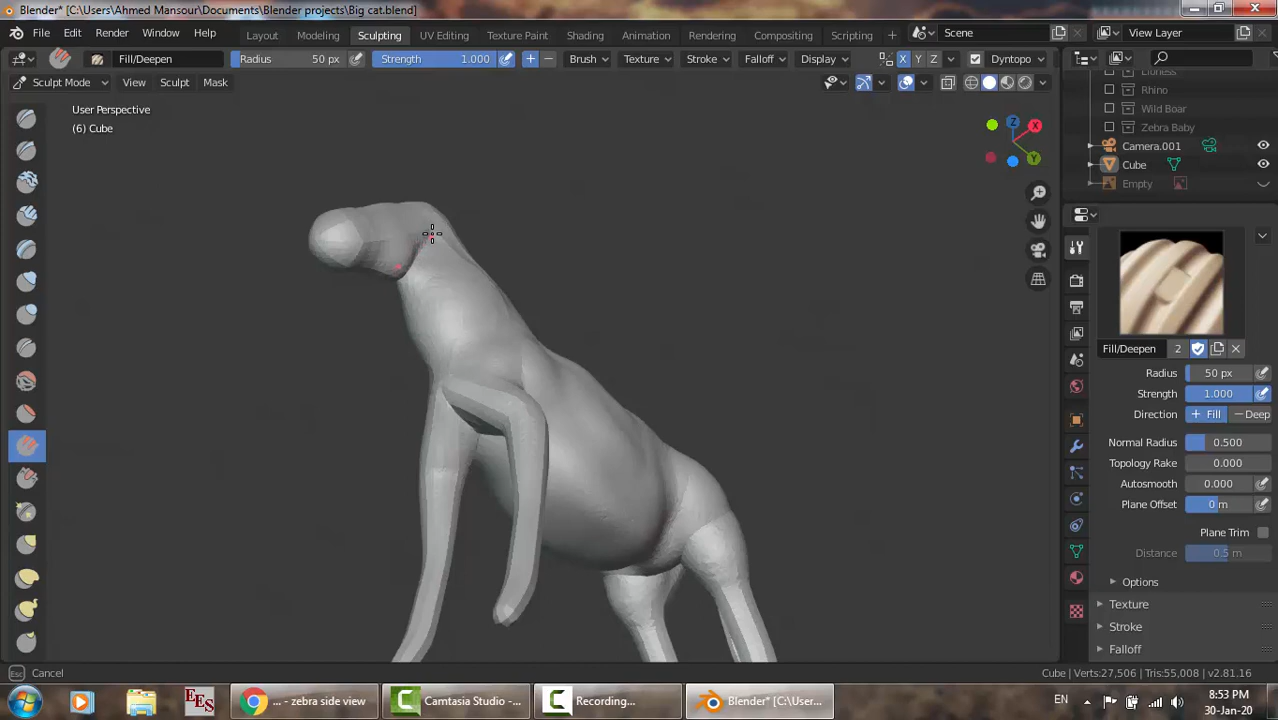 Blender* [C:\Users\Ahmed Mansour\Documents\Blender projects\Big cat.blend]
File Edit Render Window Help Layout Modeling Sculpting UV Editing Texture Paint Shading Animation Rendering Compositing Scripting Scene View Layer
Fill/Deepen Radius 50 px Strength 1.000 Brush Texture Stroke Falloff Display X Y Z Dyntopo
Sculpt Mode View Sculpt Mask
User Perspective
(6) Cube
Z
X
Y
Lioness
Rhino
Wild Boar
Zebra Baby
Camera.001
Cube
Empty
Fill/Deepen 2
Radius 50 px
Strength 1.000
Direction Fill Deep
Normal Radius 0.500
Topology Rake 0.000
Autosmooth 0.000
Plane Offset 0 m
Plane Trim
Distance 0.5 m
Options
Texture
Stroke
Falloff
Esc Cancel Cube | Verts:27,506 | Tris:55,008 | v2.81.16
EES ... - zebra side view Camtasia Studio -... Recording... Blender* [C:\User... EN 8:53 PM
30-Jan-20